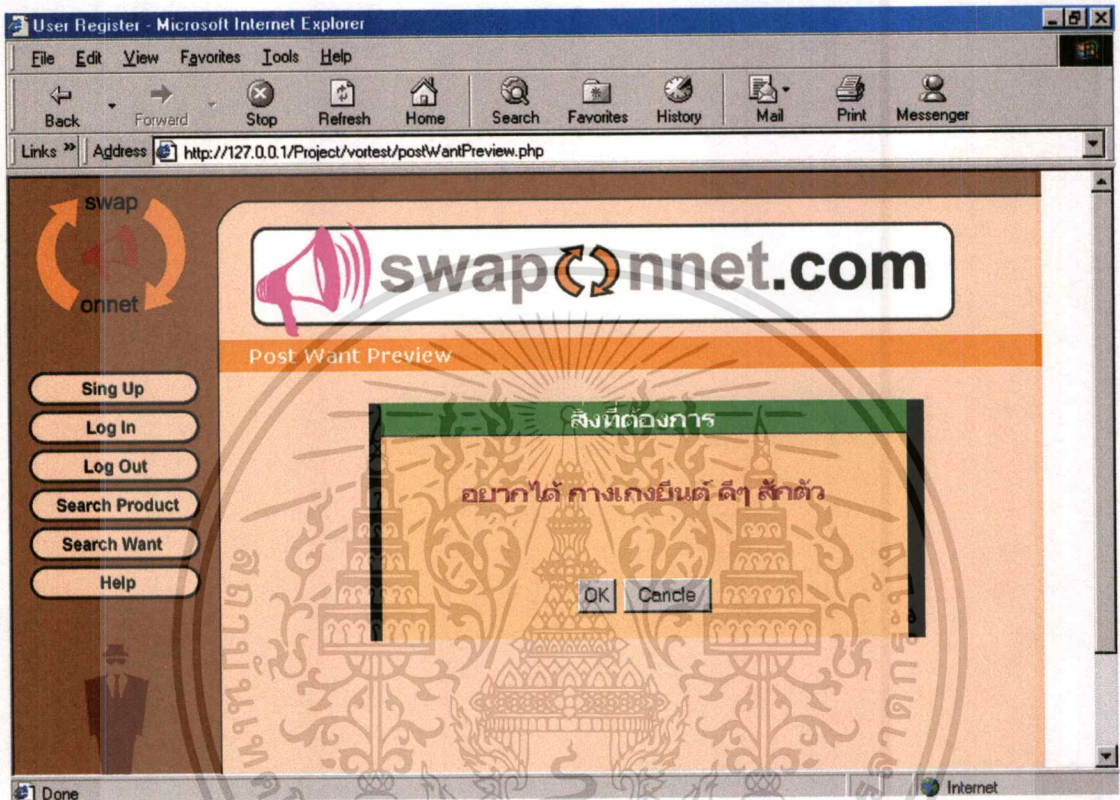 User Register - Microsoft Internet Explorer
File Edit View Favorites Tools Help
Back Forward Stop Refresh Home Search Favorites History Mail Print Messenger
Links » Address http://127.0.0.1/Project/vortest/postWantPreview.php
swap
onnet
swap nnet.com
Post Want Preview
Sing Up
Log In
Log Out
Search Product
Search Want
Help
สิ่งที่ต้องการ
อยากได้ กางเกงยีนต์ ดีๆ สักตัว
OK Cancle
Done
Internet